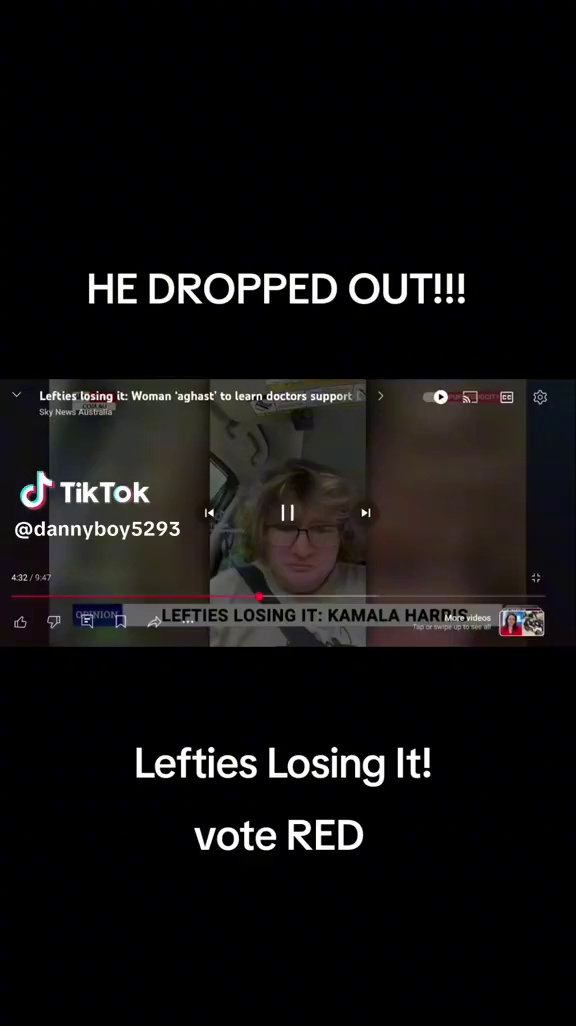 HE DROPPED OUT!!!
Lefties losing it: Woman 'aghast' to learn doctors support
Sky News Australia
TikTok
@dannyboy5293
4:32 / 9:47
OPINION
LEFTIES LOSING IT: KAMALA HARRIS
More videos
Tap or swipe up to see all
Lefties Losing It!
vote RED